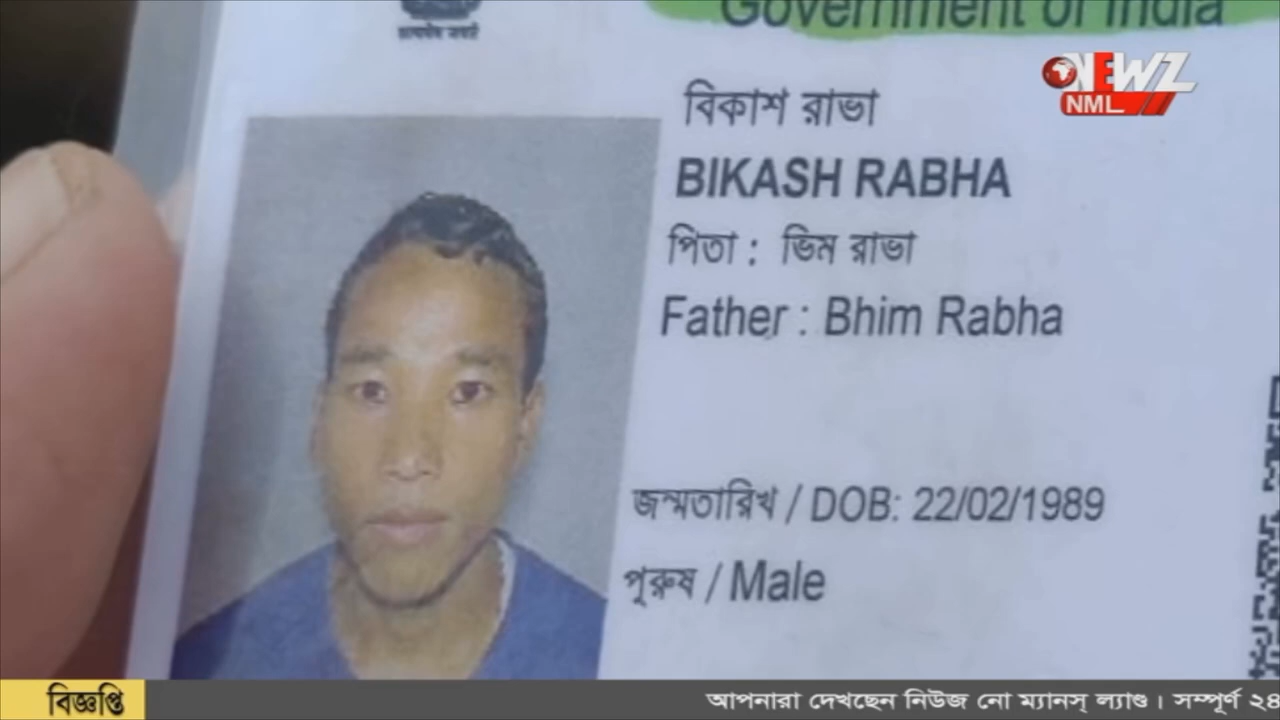 Government of India
NEWZ
NML
বিকাশ রাভা
BIKASH RABHA
পিতা : ভিম রাভা
Father : Bhim Rabha
জন্মতারিখ / DOB: 22/02/1989
পুরুষ / Male
বিজ্ঞপ্তি
আপনারা দেখছেন নিউজ নো ম্যানস্ ল্যাণ্ড। সম্পূর্ণ ২৪